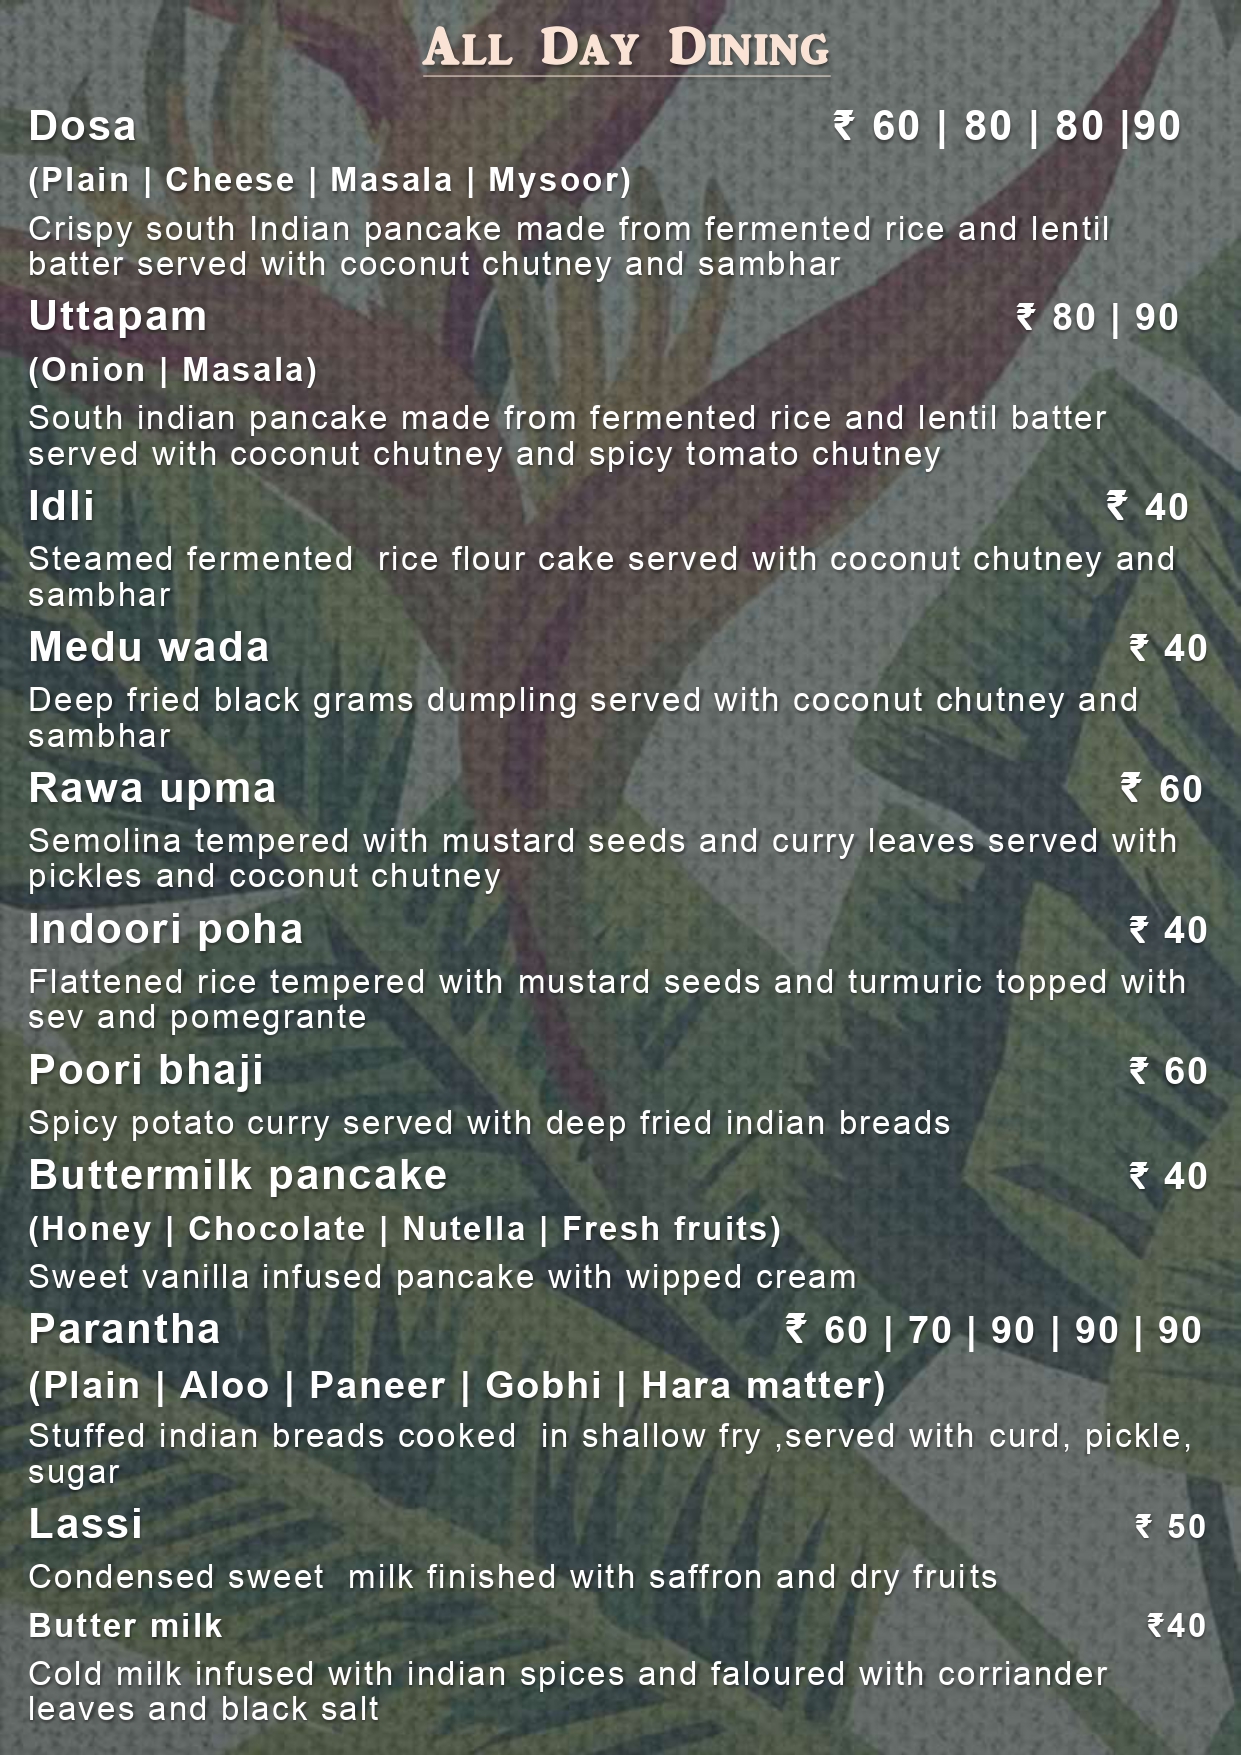 All Day Dining
Dosa ₹ 60 | 80 | 80 |90
(Plain | Cheese | Masala | Mysoor)
Crispy south Indian pancake made from fermented rice and lentil
batter served with coconut chutney and sambhar
Uttapam ₹ 80 | 90
(Onion | Masala)
South indian pancake made from fermented rice and lentil batter
served with coconut chutney and spicy tomato chutney
Idli ₹ 40
Steamed fermented rice flour cake served with coconut chutney and
sambhar
Medu wada ₹ 40
Deep fried black grams dumpling served with coconut chutney and
sambhar
Rawa upma ₹ 60
Semolina tempered with mustard seeds and curry leaves served with
pickles and coconut chutney
Indoori poha ₹ 40
Flattened rice tempered with mustard seeds and turmuric topped with
sev and pomegrante
Poori bhaji ₹ 60
Spicy potato curry served with deep fried indian breads
Buttermilk pancake ₹ 40
(Honey | Chocolate | Nutella | Fresh fruits)
Sweet vanilla infused pancake with wipped cream
Parantha ₹ 60 | 70 | 90 | 90 | 90
(Plain | Aloo | Paneer | Gobhi | Hara matter)
Stuffed indian breads cooked in shallow fry ,served with curd, pickle,
sugar
Lassi ₹ 50
Condensed sweet milk finished with saffron and dry fruits
Butter milk ₹40
Cold milk infused with indian spices and faloured with corriander
leaves and black salt